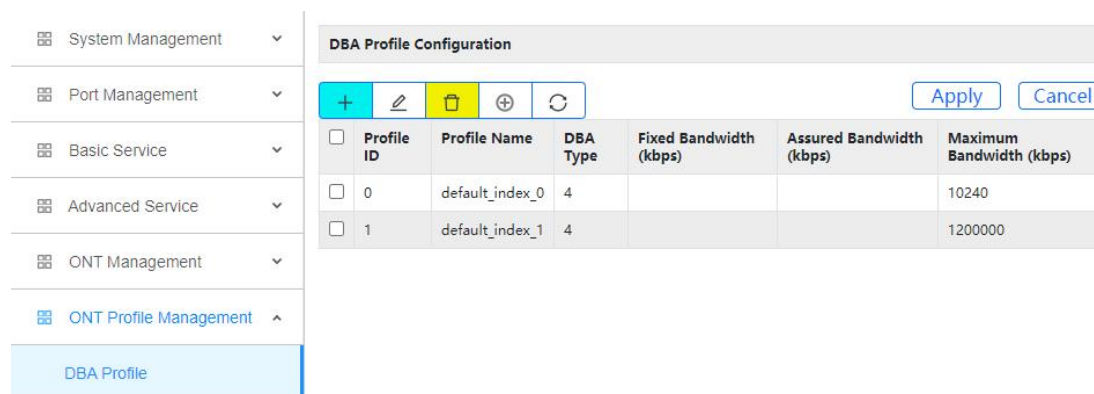 System Management
Port Management
Basic Service
Advanced Service
ONT Management
ONT Profile Management
DBA Profile
DBA Profile Configuration
Apply Cancel
Profile ID Profile Name DBA Type Fixed Bandwidth (kbps) Assured Bandwidth (kbps) Maximum Bandwidth (kbps)
0 default_index_0 4 10240
1 default_index_1 4 1200000